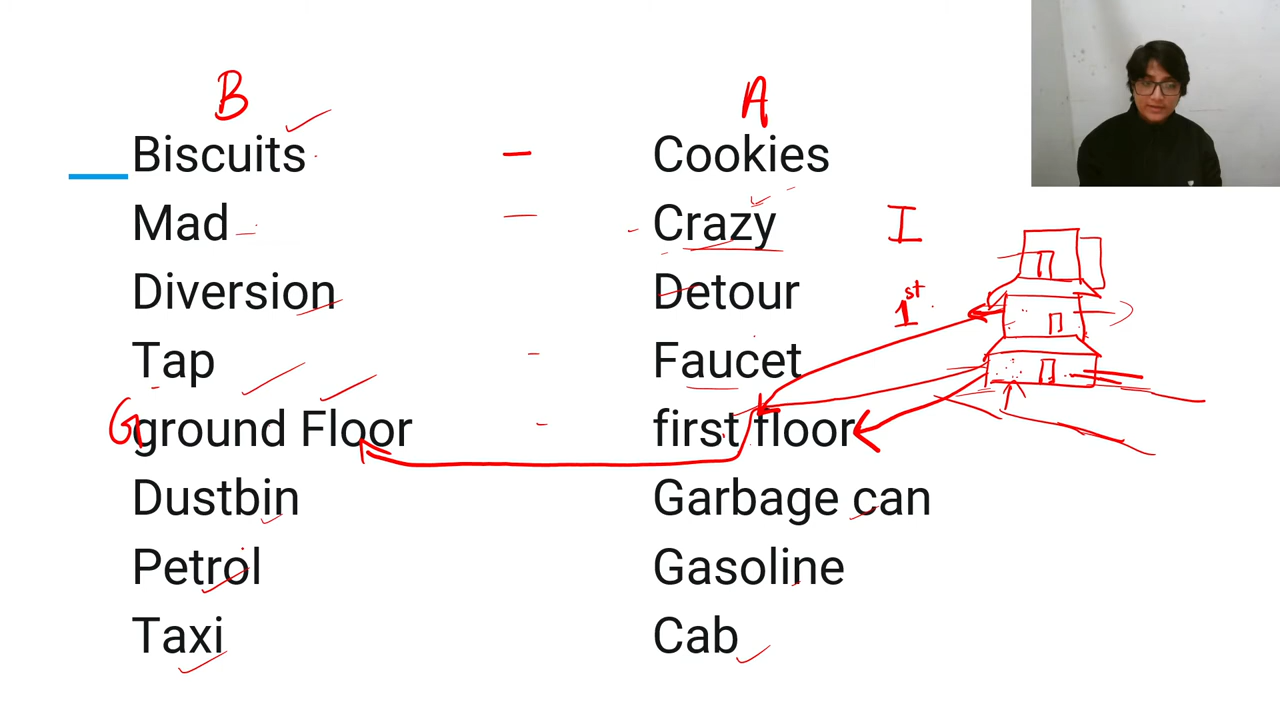 B A
Biscuits - Cookies
Mad - Crazy I
Diversion Detour 1st
Tap - Faucet
Gground Floor - first floor
Dustbin Garbage can
Petrol Gasoline
Taxi Cab